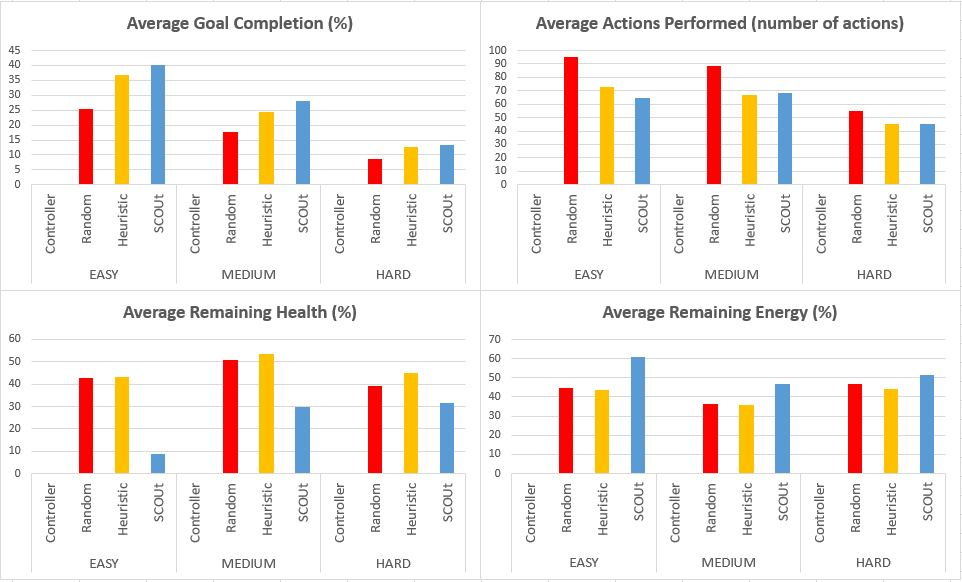 Average Goal Completion (%)
45
40
35
30
25
20
15
10
5
0
Controller
Random
Heuristic
SCOUt
Controller
Random
Heuristic
SCOUt
Controller
Random
Heuristic
SCOUt
EASY
MEDIUM
HARD
Average Actions Performed (number of actions)
100
90
80
70
60
50
40
30
20
10
0
Controller
Random
Heuristic
SCOUt
Controller
Random
Heuristic
SCOUt
Controller
Random
Heuristic
SCOUt
EASY
MEDIUM
HARD
Average Remaining Health (%)
60
50
40
30
20
10
0
Controller
Random
Heuristic
SCOUt
Controller
Random
Heuristic
SCOUt
Controller
Random
Heuristic
SCOUt
EASY
MEDIUM
HARD
Average Remaining Energy (%)
70
60
50
40
30
20
10
0
Controller
Random
Heuristic
SCOUt
Controller
Random
Heuristic
SCOUt
Controller
Random
Heuristic
SCOUt
EASY
MEDIUM
HARD